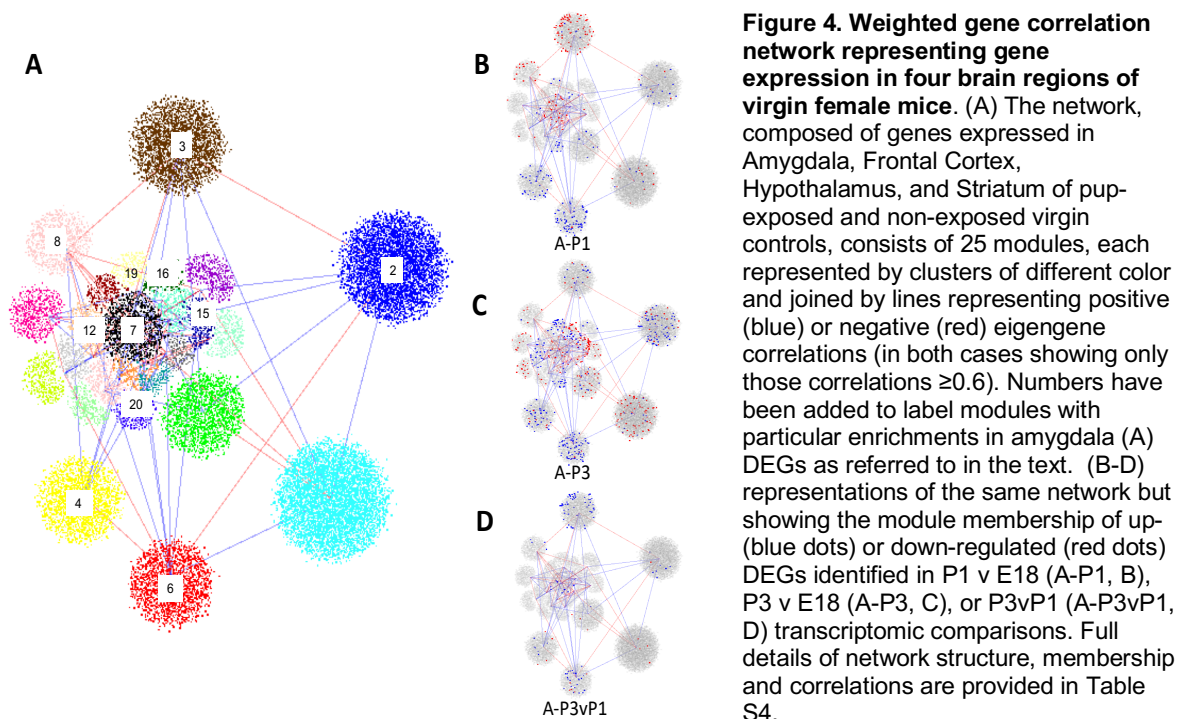 A
3
8
19
16
2
12
7
15
20
4
6
B
A-P1
C
A-P3
D
A-P3vP1
Figure 4. Weighted gene correlation
network representing gene
expression in four brain regions of
virgin female mice. (A) The network,
composed of genes expressed in
Amygdala, Frontal Cortex,
Hypothalamus, and Striatum of pup-
exposed and non-exposed virgin
controls, consists of 25 modules, each
represented by clusters of different color
and joined by lines representing positive
(blue) or negative (red) eigengene
correlations (in both cases showing only
those correlations ≥0.6). Numbers have
been added to label modules with
particular enrichments in amygdala (A)
DEGs as referred to in the text. (B-D)
representations of the same network but
showing the module membership of up-
(blue dots) or down-regulated (red dots)
DEGs identified in P1 v E18 (A-P1, B),
P3 v E18 (A-P3, C), or P3vP1 (A-P3vP1,
D) transcriptomic comparisons. Full
details of network structure, membership
and correlations are provided in Table
S4.